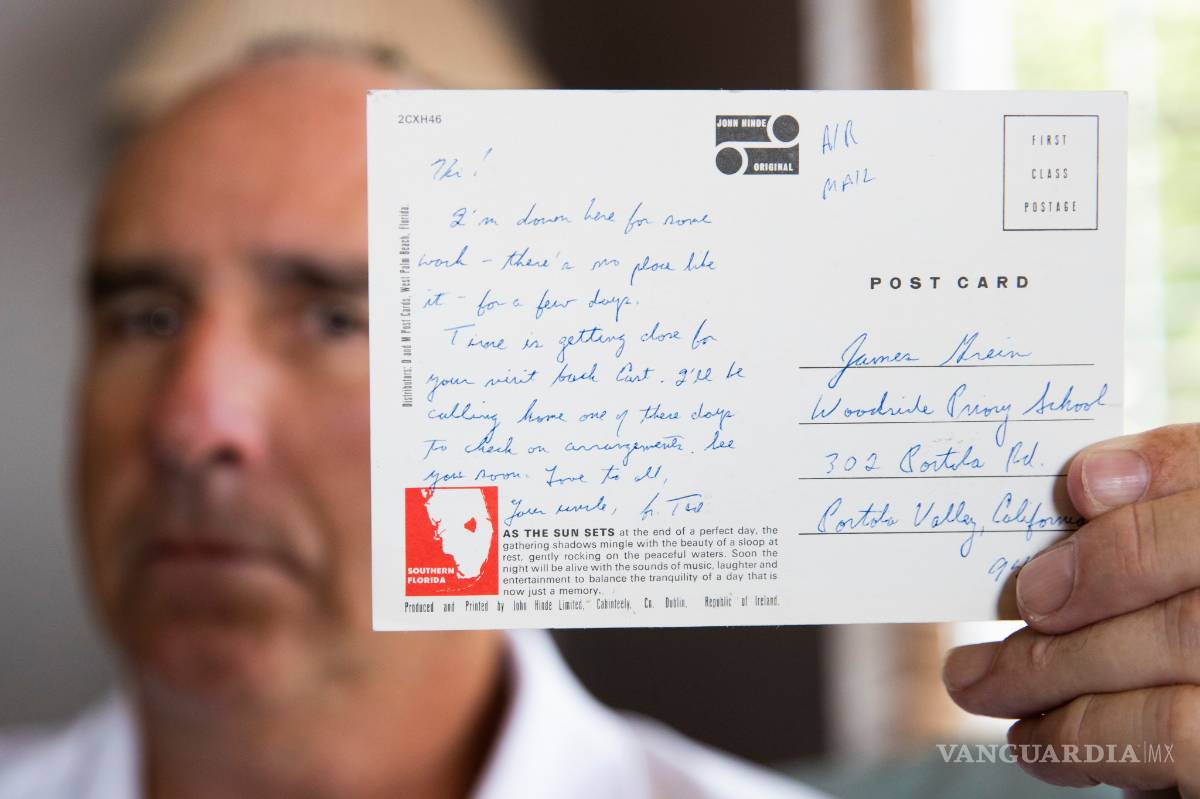 2CXH46
JOHN HINDE
ORIGINAL
AIR
MAIL
FIRST
CLASS
POSTAGE
Hi!
I'm down here for some
work - there's no place like
it - for a few days.
Time is getting close for
your visit back East. I'll be
calling home one of these days
to check on arrangements. See
you soon. Love to all,
Your uncle, Fr. Ted
Distributors: D and M Post Cards, West Palm Beach, Florida.
POST CARD
James Grein
Woodside Priory School
302 Portola Rd.
Portola Valley, California
94
SOUTHERN
FLORIDA
AS THE SUN SETS at the end of a perfect day, the
gathering shadows mingle with the beauty of a sloop at
rest, gently rocking on the peaceful waters. Soon the
night will be alive with the sounds of music, laughter and
entertainment to balance the tranquility of a day that is
now just a memory.
Produced and Printed by John Hinde Limited, Cabinteely, Co. Dublin, Republic of Ireland.
VANGUARDIA|MX